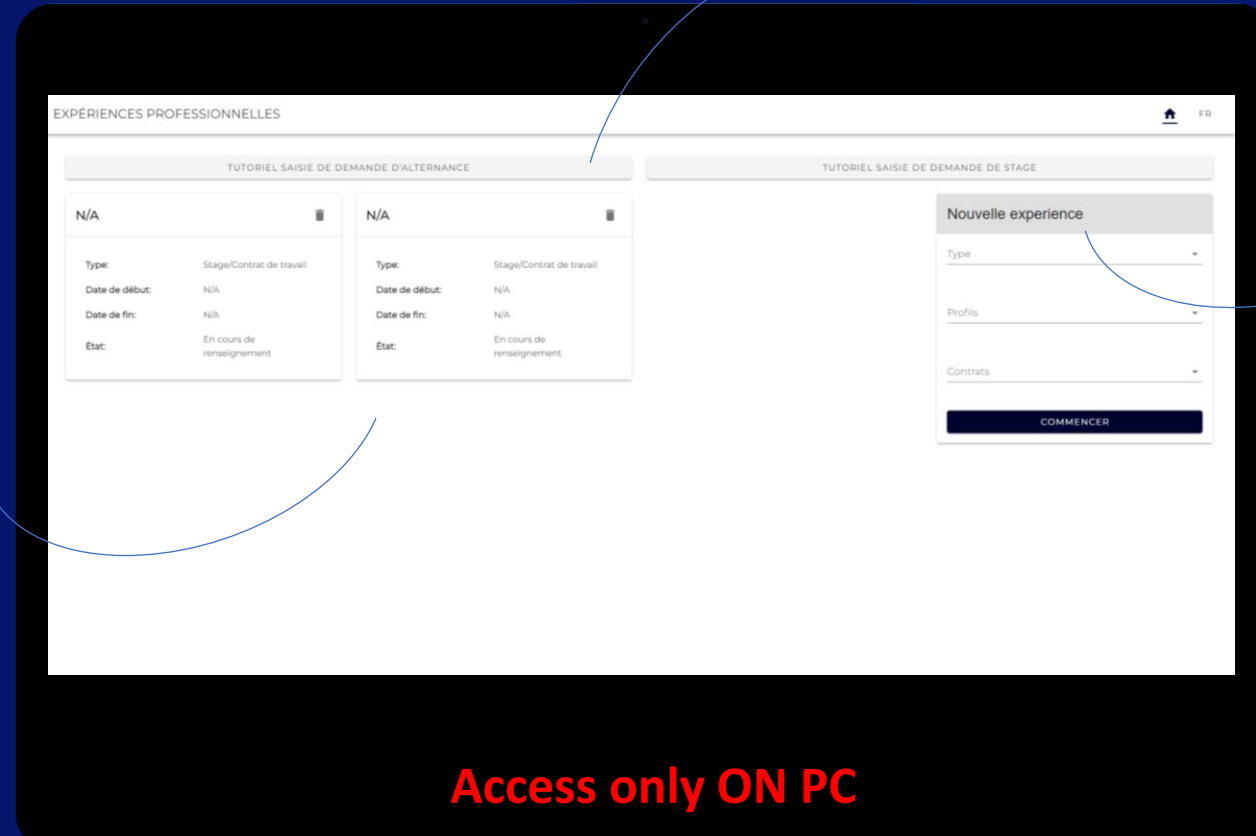 EXPÉRIENCES PROFESSIONNELLES
FR
TUTORIEL SAISIE DE DEMANDE D'ALTERNANCE
TUTORIEL SAISIE DE DEMANDE DE STAGE
N/A
Type: Stage/Contrat de travail
Date de début: N/A
Date de fin: N/A
État: En cours de
renseignement
N/A
Type: Stage/Contrat de travail
Date de début: N/A
Date de fin: N/A
État: En cours de
renseignement
Nouvelle experience
Type
Profils
Contrats
COMMENCER
Access only ON PC